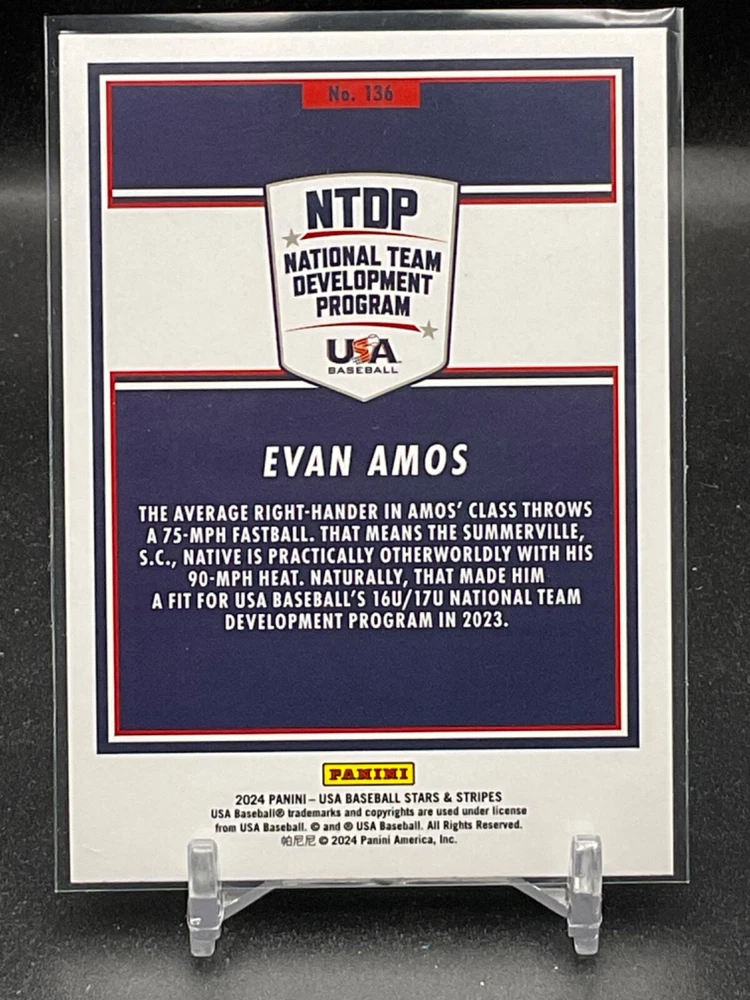 No. 136
NTDP
NATIONAL TEAM
DEVELOPMENT
PROGRAM
USA
BASEBALL
EVAN AMOS
THE AVERAGE RIGHT-HANDER IN AMOS' CLASS THROWS
A 75-MPH FASTBALL. THAT MEANS THE SUMMERVILLE,
S.C., NATIVE IS PRACTICALLY OTHERWORLDLY WITH HIS
90-MPH HEAT. NATURALLY, THAT MADE HIM
A FIT FOR USA BASEBALL'S 16U/17U NATIONAL TEAM
DEVELOPMENT PROGRAM IN 2023.
PANINI
2024 PANINI – USA BASEBALL STARS & STRIPES
USA Baseball® trademarks and copyrights are used under license
from USA Baseball. © and ® USA Baseball. All Rights Reserved.
帕尼尼 © 2024 Panini America, Inc.